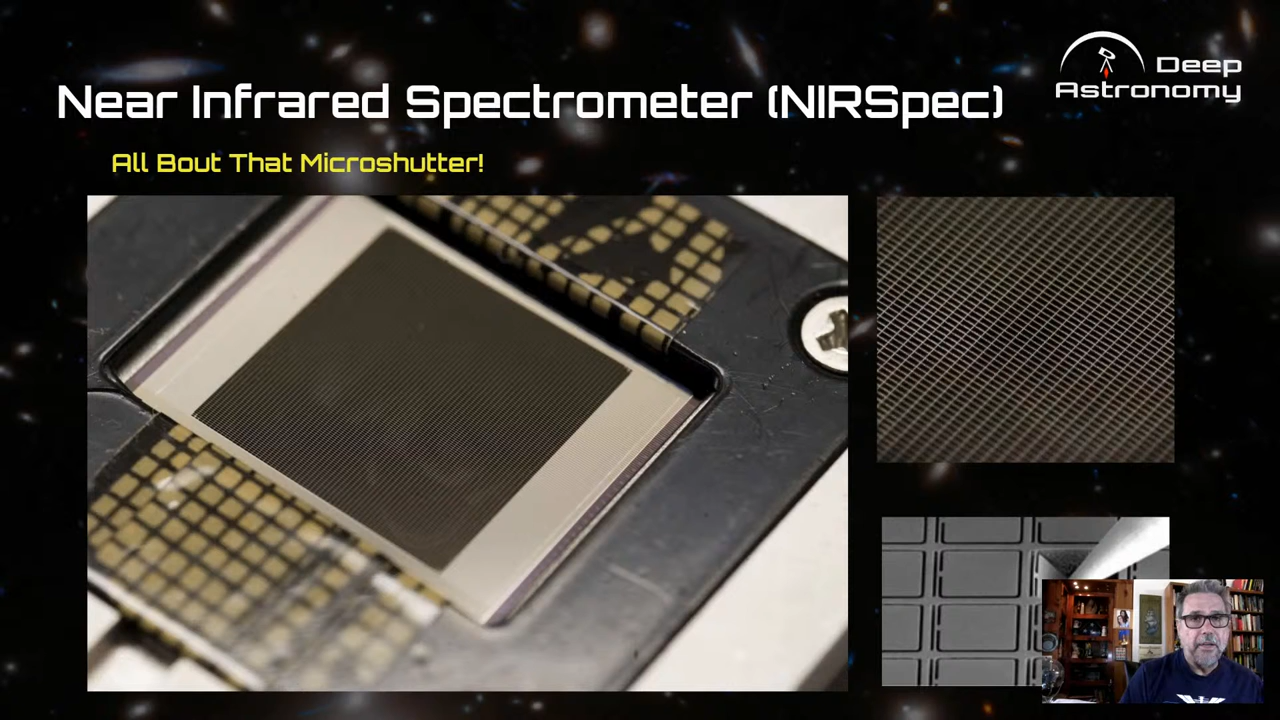 Near Infrared Spectrometer (NIRSpec)
Deep
Astronomy
All Bout That Microshutter!